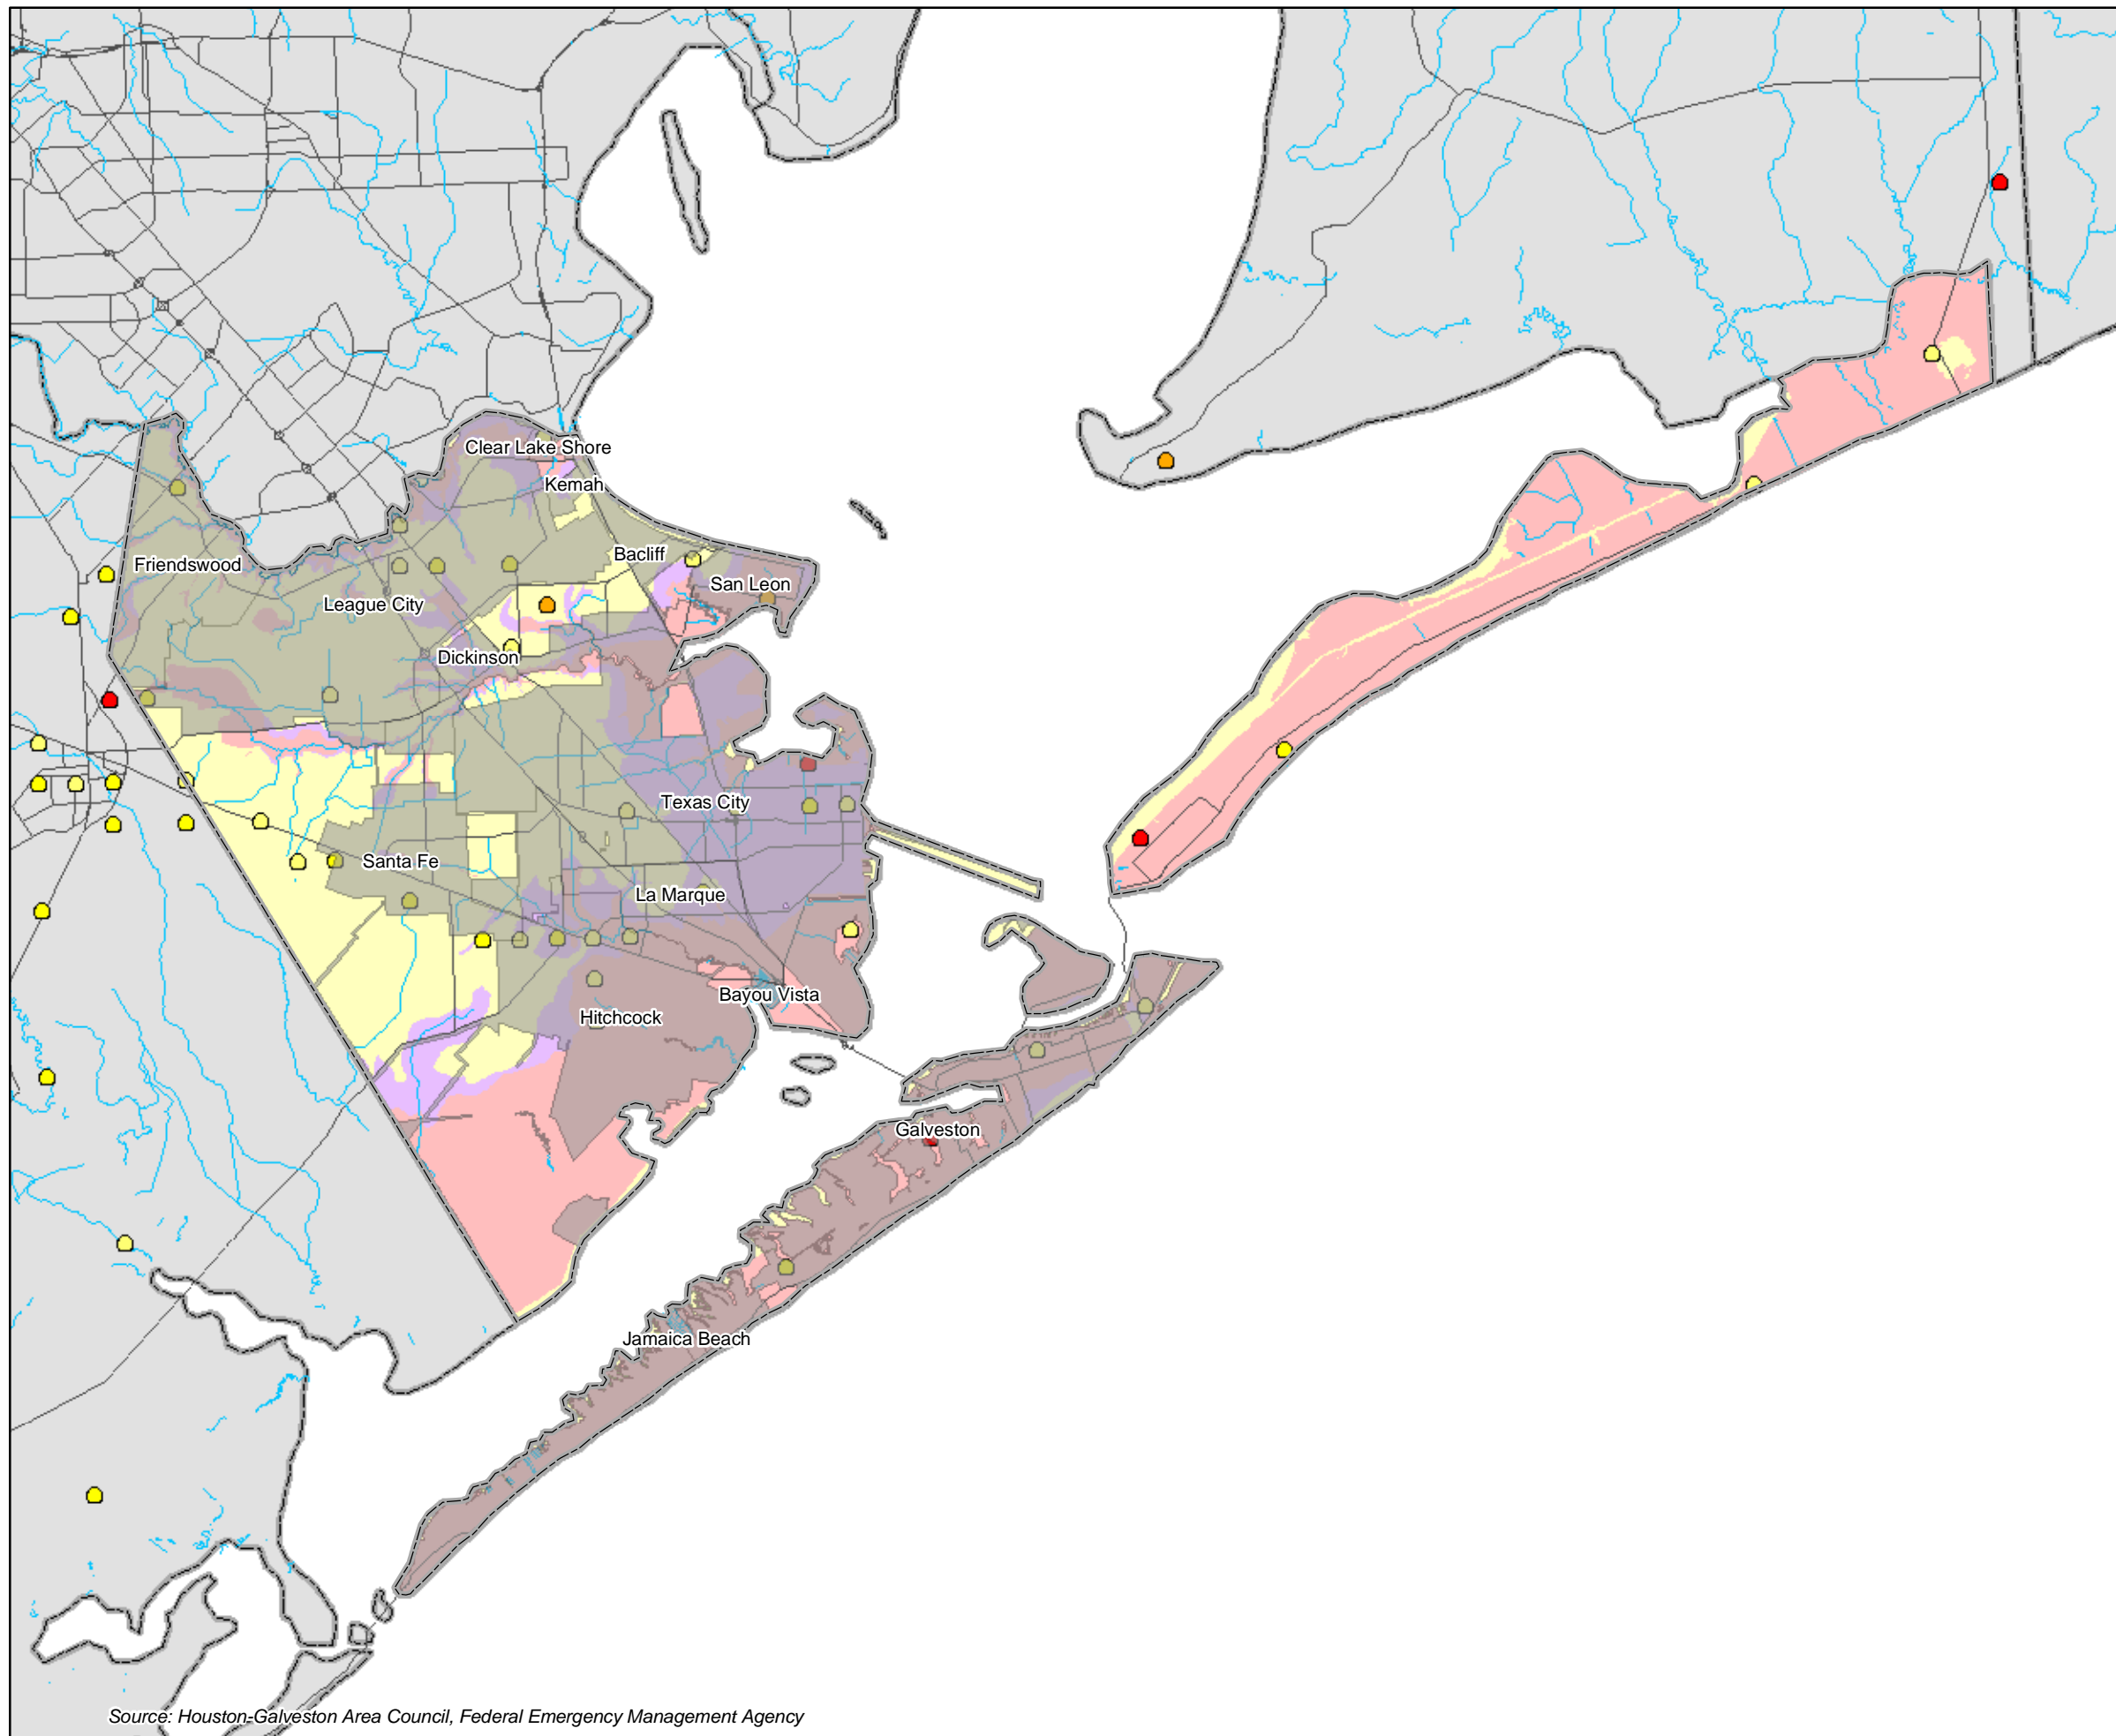 Clear Lake Shore
Kemah
Bacliff
Friendswood
San Leon
League City
Dickinson
Texas City
Santa Fe
La Marque
Bayou Vista
Hitchcock
Galveston
Jamaica Beach
Source: Houston-Galveston Area Council, Federal Emergency Management Agency